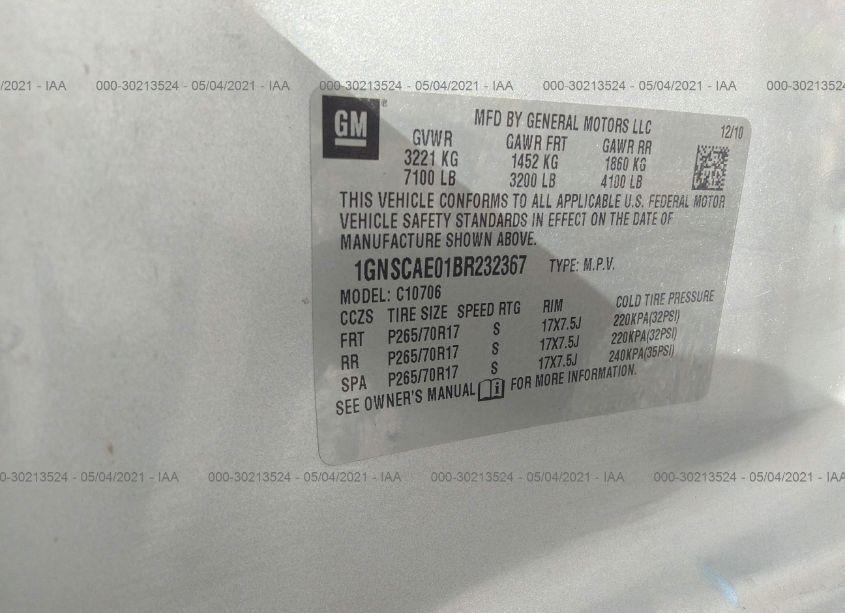 /2021 - IAA 000-30213524 - 05/04/2021 - IAA 000-30213524 - 05/04/2021 - IAA 000-30213524 - 05/04/2021 - IAA 000-3021
GM ®
MFD BY GENERAL MOTORS LLC 12/10
GVWR GAWR FRT GAWR RR
3221 KG 1452 KG 1860 KG
7100 LB 3200 LB 4100 LB
THIS VEHICLE CONFORMS TO ALL APPLICABLE U.S. FEDERAL MOTOR
VEHICLE SAFETY STANDARDS IN EFFECT ON THE DATE OF
MANUFACTURE SHOWN ABOVE.
1GNSCAE01BR232367 TYPE: M.P.V.
MODEL: C10706
CCZS TIRE SIZE SPEED RTG RIM COLD TIRE PRESSURE
FRT P265/70R17 S 17X7.5J 220KPA(32PSI)
RR P265/70R17 S 17X7.5J 220KPA(32PSI)
SPA P265/70R17 S 17X7.5J 240KPA(35PSI)
SEE OWNER'S MANUAL i FOR MORE INFORMATION.
00-30213524 - 05/04/2021 - IAA 000-30213524 - 05/04/2021 - IAA 000-30213524 - 05/04/2021 - IAA 000-30213524 - 05/04/2021 - IAA